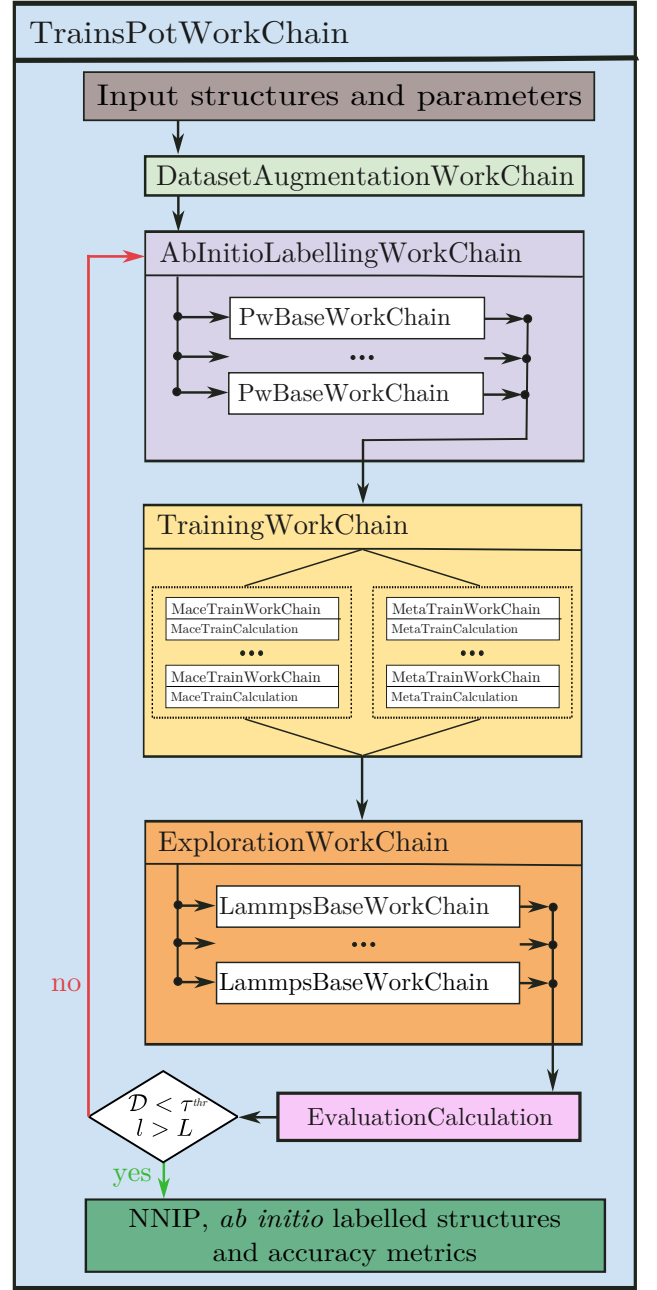 TrainsPotWorkChain
Input structures and parameters
DatasetAugmentationWorkChain
AbInitioLabellingWorkChain
PwBaseWorkChain
...
PwBaseWorkChain
TrainingWorkChain
MaceTrainWorkChain
MaceTrainCalculation
...
MaceTrainWorkChain
MaceTrainCalculation
MetaTrainWorkChain
MetaTrainCalculation
...
MetaTrainWorkChain
MetaTrainCalculation
ExplorationWorkChain
LammpsBaseWorkChain
...
LammpsBaseWorkChain
no
EvaluationCalculation
𝒟 < τ^thr
l > L
yes
NNIP, ab initio labelled structures
and accuracy metrics